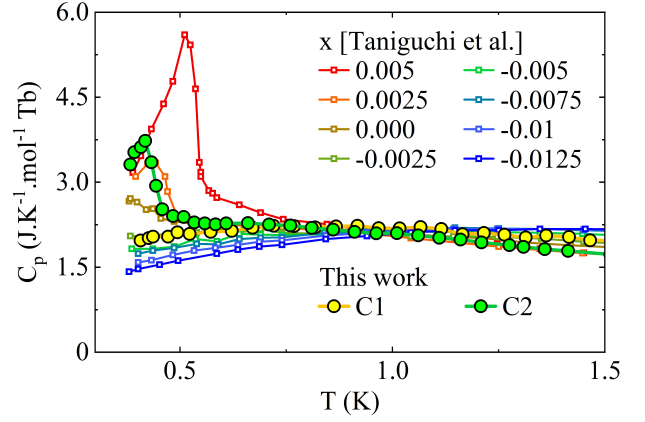 6.0
4.5
3.0
1.5
0
C_p (J.K⁻¹.mol⁻¹ Tb)
x [Taniguchi et al.]
0.005 -0.005
0.0025 -0.0075
0.000 -0.01
-0.0025 -0.0125
This work
C1 C2
0.5 1.0 1.5
T (K)